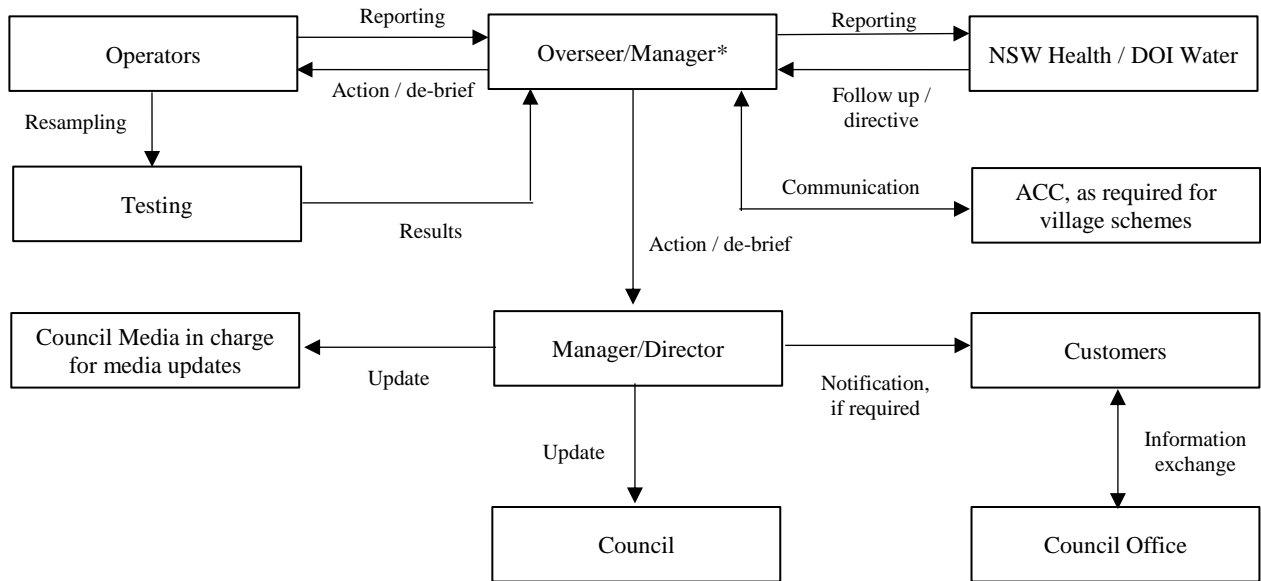 Reporting
Reporting
Operators
Overseer/Manager*
NSW Health / DOI Water
Action / de-brief
Follow up /
directive
Resampling
Testing
Results
Communication
ACC, as required for
village schemes
Action / de-brief
Council Media in charge
for media updates
Update
Manager/Director
Notification,
if required
Customers
Update
Information
exchange
Council
Council Office